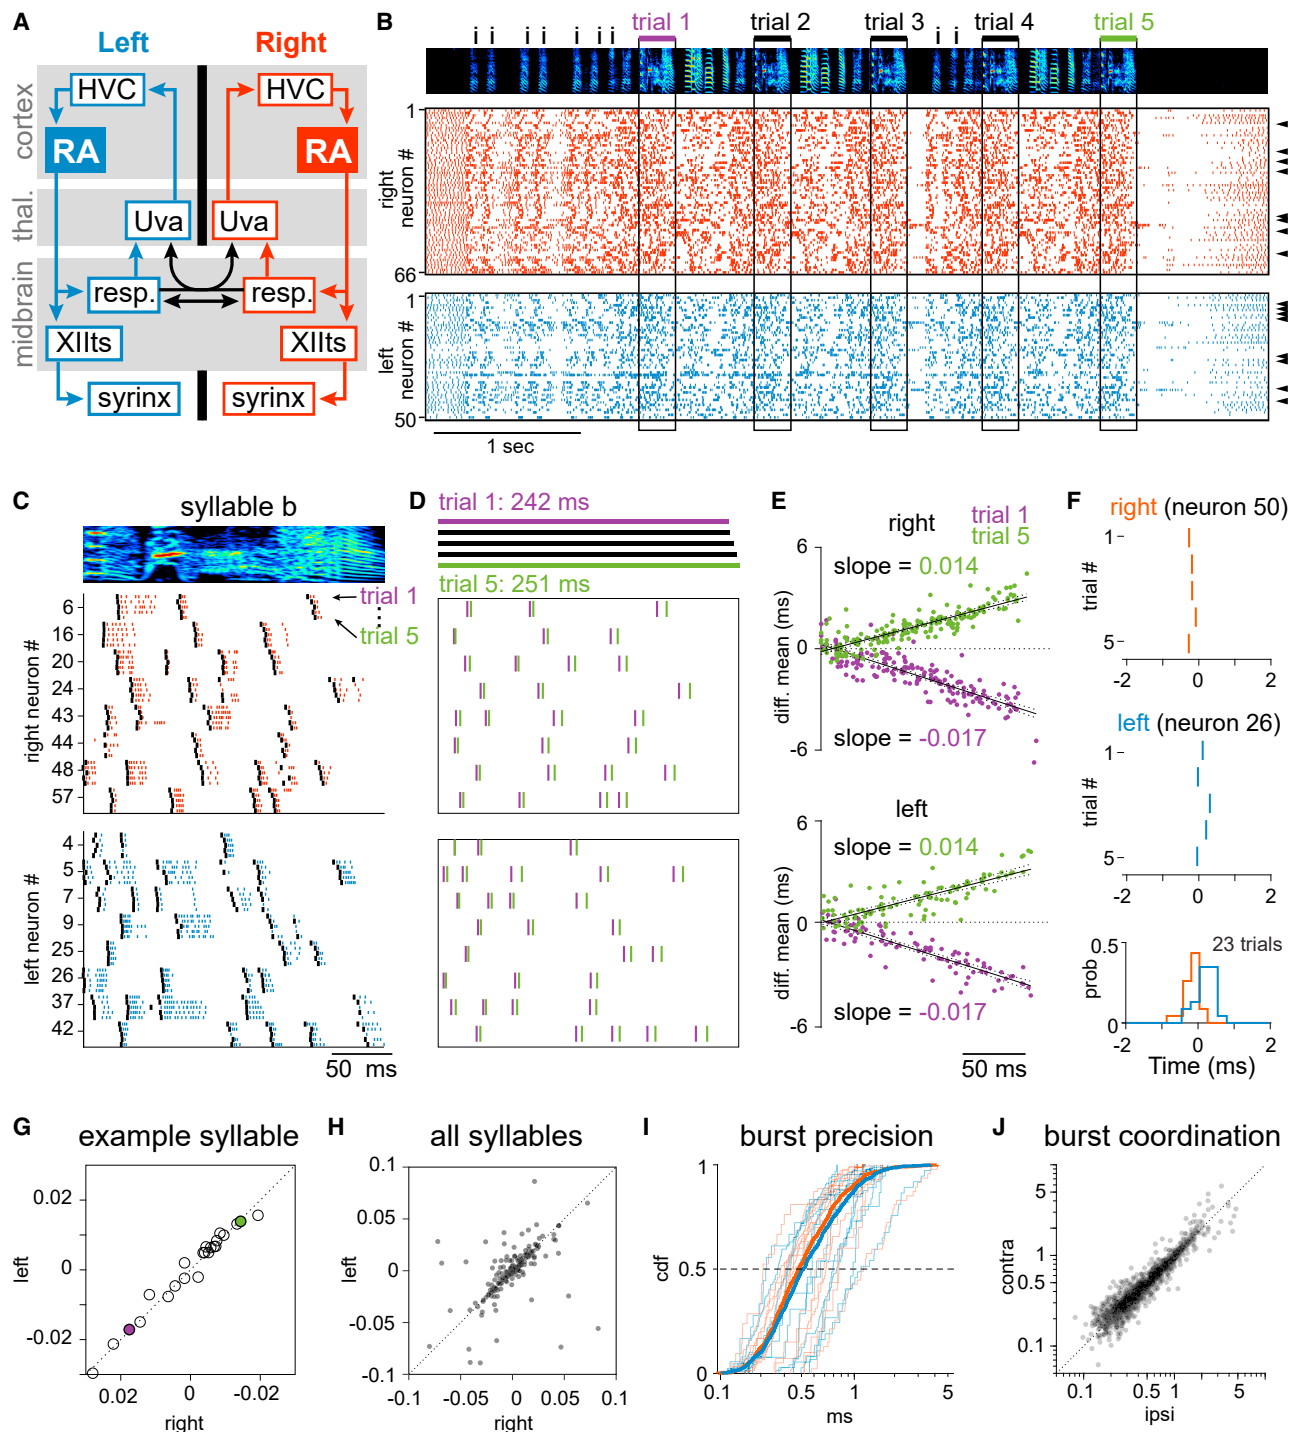 A
Left
Right
cortex
HVC
HVC
RA
RA
thal.
Uva
Uva
midbrain
resp.
resp.
XIIts
XIIts
syrinx
syrinx
B
trial 1
trial 2
trial 3
trial 4
trial 5
i i i i i i i i i
1
right
neuron #
66
1
left
neuron #
50
1 sec
C
syllable b
trial 1
trial 5
right neuron #
6
16
20
24
43
44
48
57
left neuron #
4
5
7
9
25
26
37
42
50 ms
D
trial 1: 242 ms
trial 5: 251 ms
E
right
trial 1
trial 5
6
slope = 0.014
diff. mean (ms)
0
slope = -0.017
-6
left
6
slope = 0.014
diff. mean (ms)
0
slope = -0.017
-6
50 ms
F
right (neuron 50)
1
trial #
5
-2 0 2
left (neuron 26)
1
trial #
5
-2 0 2
0.5
23 trials
prob
0
-2 0 2
Time (ms)
G
example syllable
0.02
left
0
-0.02
0.02 0 -0.02
right
H
all syllables
0.1
0.05
left
0
-0.05
-0.1
-0.1 -0.05 0 0.05 0.1
right
I
burst precision
1
cdf
0.5
0
0.1 0.5 1 5
ms
J
burst coordination
5
contra
1
0.5
0.1
0.1 0.5 1 5
ipsi